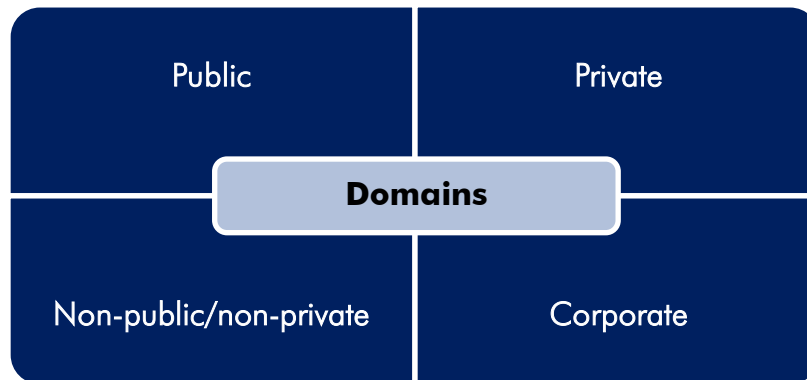 Public
Private
Domains
Non-public/non-private
Corporate